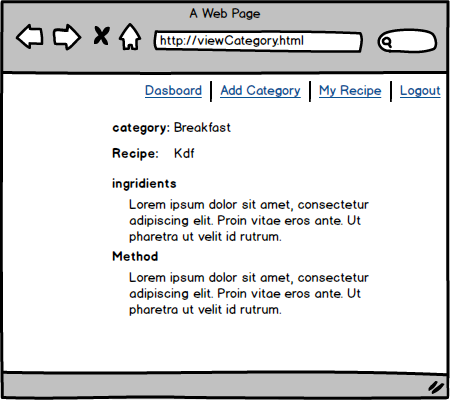 A Web Page
http://viewCategory.html
Dasboard Add Category My Recipe Logout
category: Breakfast
Recipe: Kdf
ingridients
Lorem ipsum dolor sit amet, consectetur
adipiscing elit. Proin vitae eros ante. Ut
pharetra ut velit id rutrum.
Method
Lorem ipsum dolor sit amet, consectetur
adipiscing elit. Proin vitae eros ante. Ut
pharetra ut velit id rutrum.